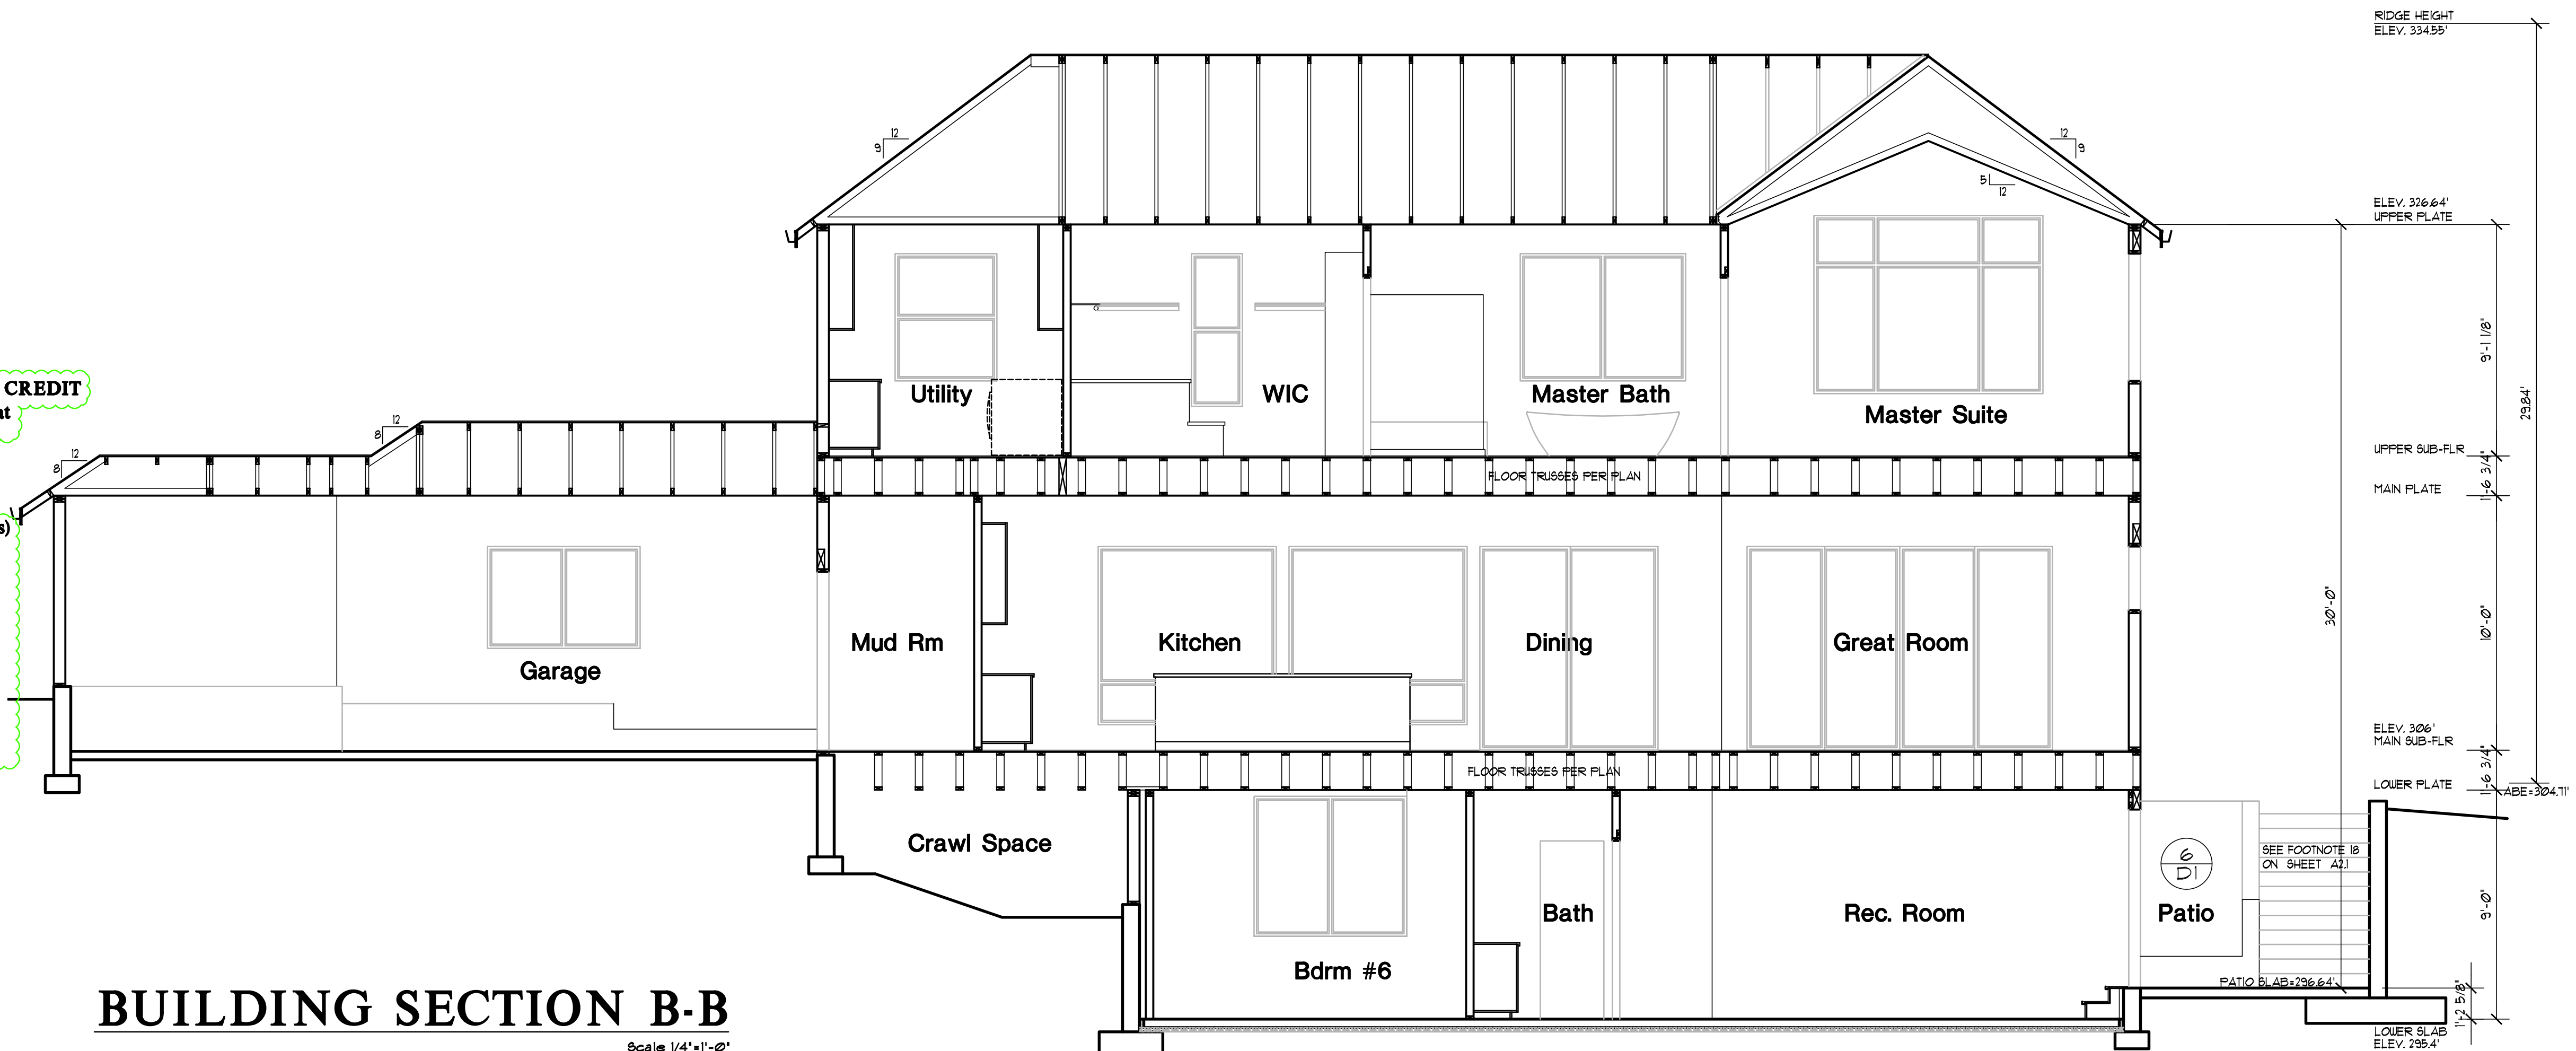 RIDGE HEIGHT
ELEV. 334.55'
12
9
12
9
5
12
ELEV. 326.64'
UPPER PLATE
9'-1 1/8"
29.84'
CREDIT
12
8
12
8
Utility
WIC
Master Bath
Master Suite
UPPER SUB-FLR
1'-6 3/4"
FLOOR TRUSSES PER PLAN
MAIN PLATE
30'-0"
10'-0"
Garage
Mud Rm
Kitchen
Dining
Great Room
ELEV. 306'
MAIN SUB-FLR
1'-6 3/4"
FLOOR TRUSSES PER PLAN
LOWER PLATE
ABE=304.71'
Crawl Space
6
D1
SEE FOOTNOTE 18
ON SHEET A2.1
9'-0"
Bath
Rec. Room
Patio
Bdrm #6
PATIO SLAB=296.64'
1'-2 5/8"
LOWER SLAB
ELEV. 295.4'
BUILDING SECTION B-B
Scale 1/4"=1'-0"